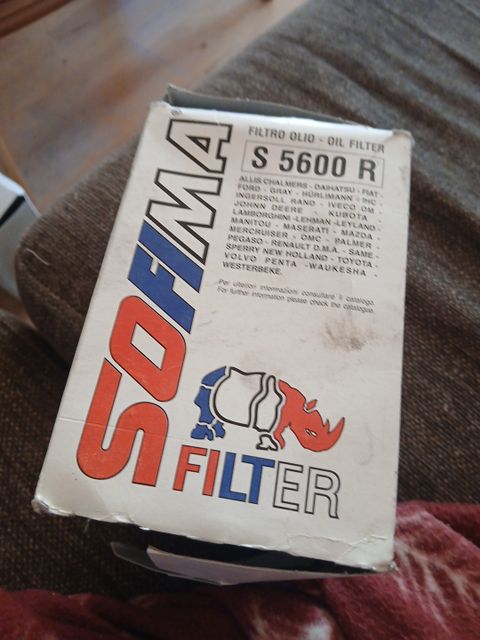 SOFIMA
FILTRO OLIO - OIL FILTER
S 5600 R
ALLIS CHALMERS - DAIHATSU - FIAT -
FORD - GRAY - HÜRLIMANN - IHC -
INGERSOLL RAND - IVECO OM -
JOHNN DEERE - KUBOTA -
LAMBORGHINI -LEHMAN -LEYLAND -
MANITOU - MASERATI - MAZDA -
MERCRUISER - OMC - PALMER -
PEGASO - RENAULT D.M.A. - SAME -
SPERRY NEW HOLLAND - TOYOTA -
VOLVO PENTA -WAUKESHA -
WESTERBEKE.
Per ulteriori informazioni consultare il catalogo.
For further information please check the catalogue.
FILTER